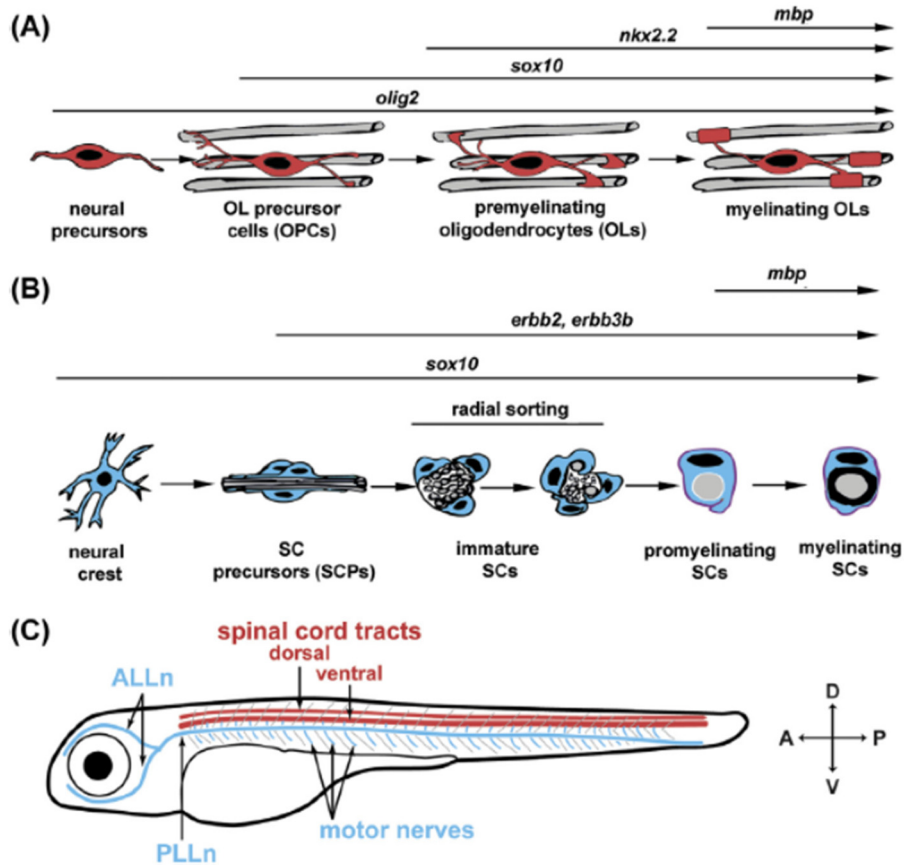 (A)
mbp
nkx2.2
sox10
olig2
neural
precursors
OL precursor
cells (OPCs)
premyelinating
oligodendrocytes (OLs)
myelinating OLs
(B)
mbp
erbb2, erbb3b
sox10
radial sorting
neural
crest
SC
precursors (SCPs)
immature
SCs
promyelinating
SCs
myelinating
SCs
(C)
spinal cord tracts
dorsal
ventral
ALLn
D
A
P
V
motor nerves
PLLn